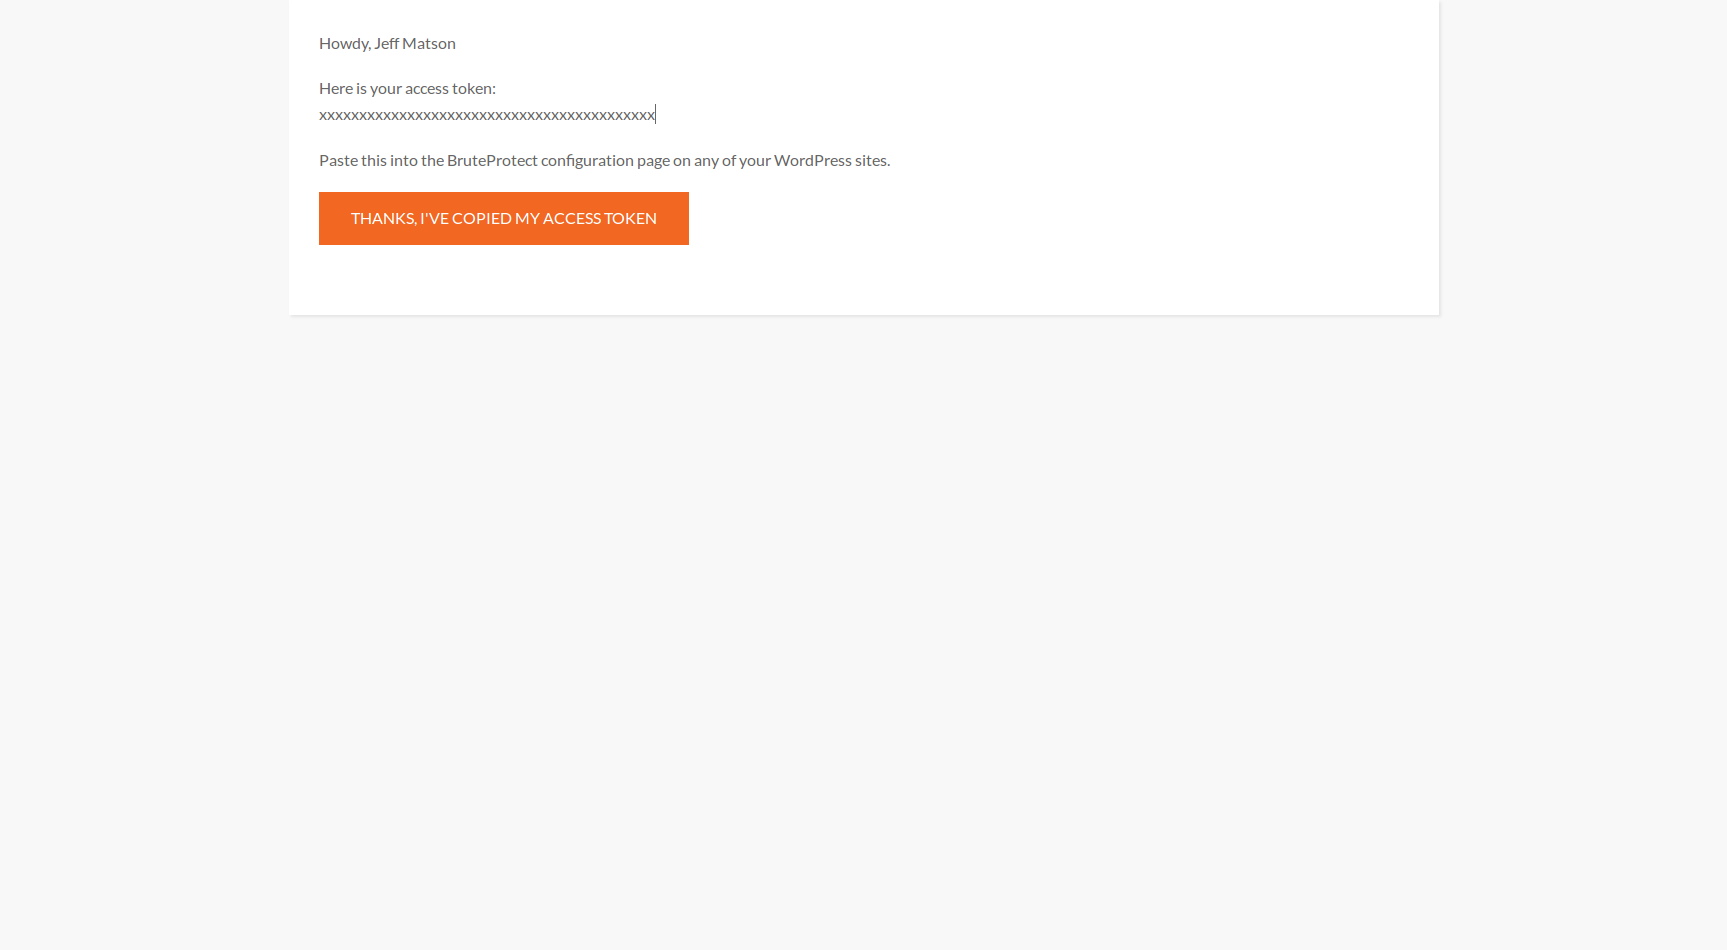 Howdy, Jeff Matson
Here is your access token:
xxxxxxxxxxxxxxxxxxxxxxxxxxxxxxxxxxxxxxxxxx
Paste this into the BruteProtect configuration page on any of your WordPress sites.
THANKS, I'VE COPIED MY ACCESS TOKEN